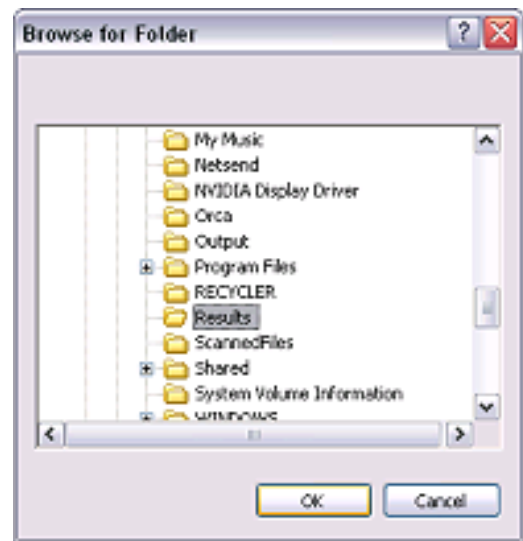 Browse for Folder
My Music
Netsend
NVIDIA Display Driver
Orca
Output
Program Files
RECYCLER
Results
ScannedFiles
Shared
System Volume Information
WINDOWS
OK Cancel